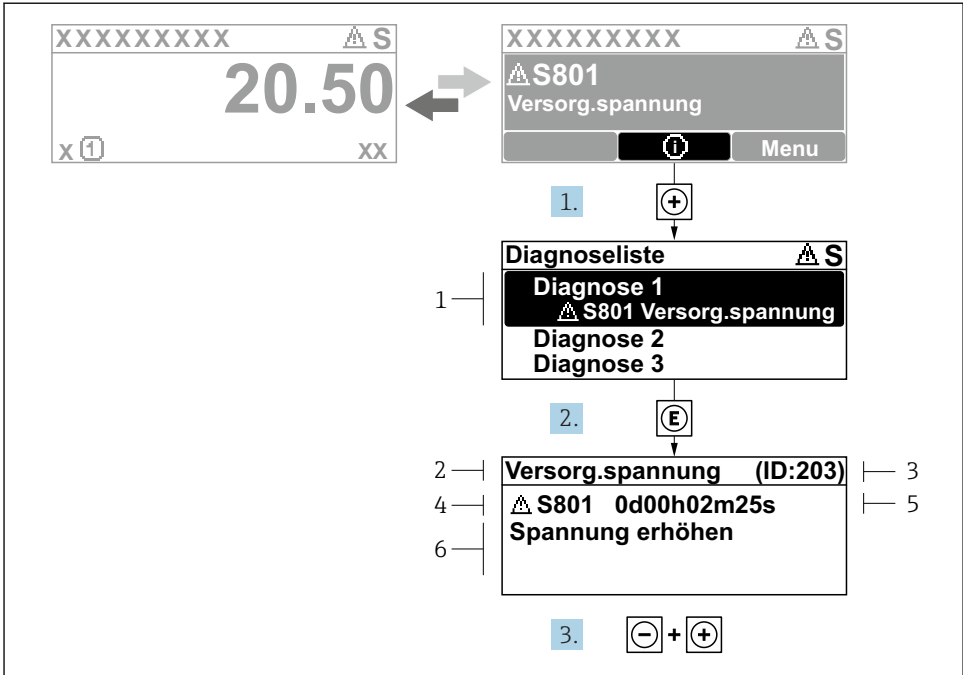 XXXXXXXXX ⚠ S
20.50
x 1 XX
XXXXXXXXX ⚠ S
⚠ S801
Versorg.spannung
i Menu
1. +
Diagnoseliste ⚠ S
1 Diagnose 1
⚠ S801 Versorg.spannung
Diagnose 2
Diagnose 3
2. E
2 Versorg.spannung (ID:203) 3
4 ⚠ S801 0d00h02m25s 5
6 Spannung erhöhen
3. - + +